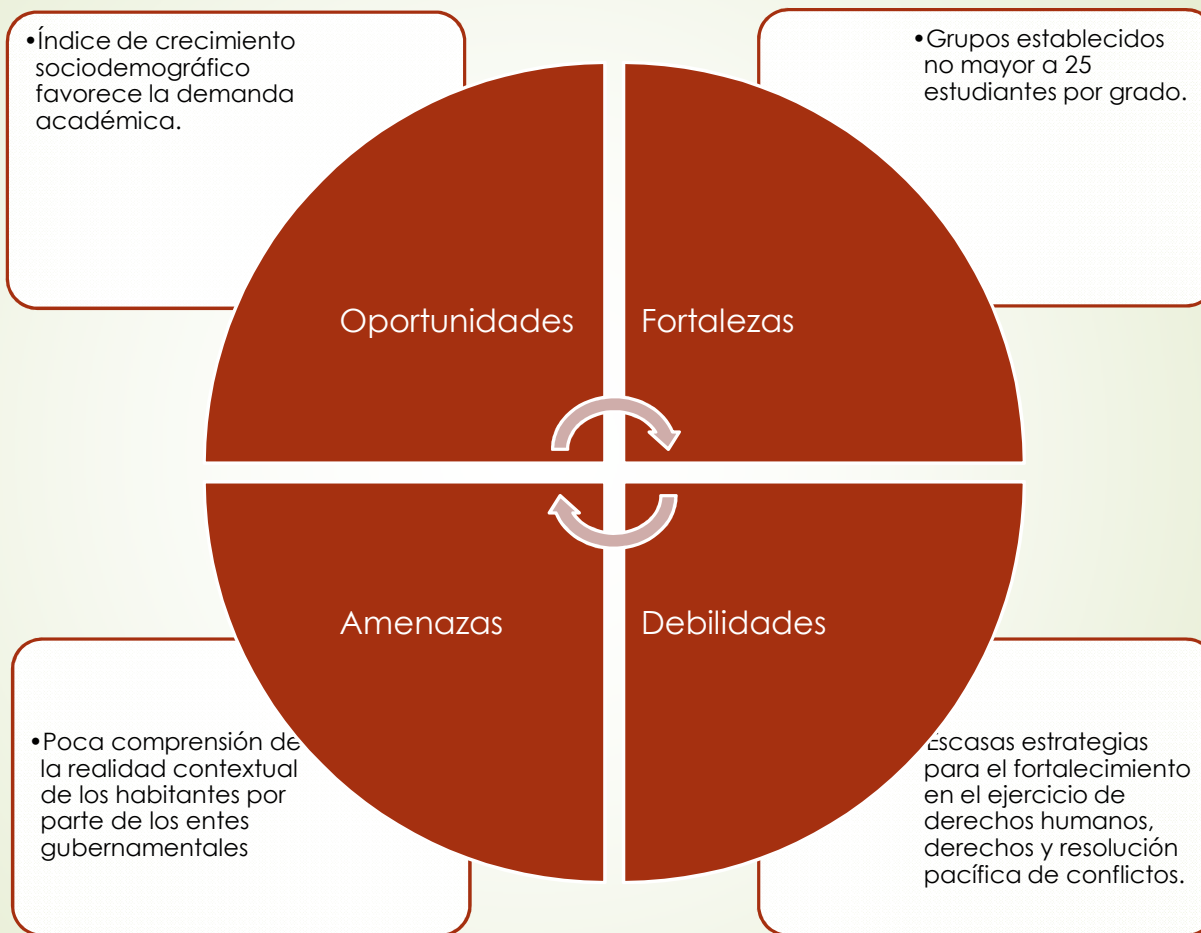 •Índice de crecimiento
sociodemográfico
favorece la demanda
académica.
•Grupos establecidos
no mayor a 25
estudiantes por grado.
Oportunidades
Fortalezas
Amenazas
Debilidades
•Poca comprensión de
la realidad contextual
de los habitantes por
parte de los entes
gubernamentales
Escasas estrategias
para el fortalecimiento
en el ejercicio de
derechos humanos,
derechos y resolución
pacífica de conflictos.